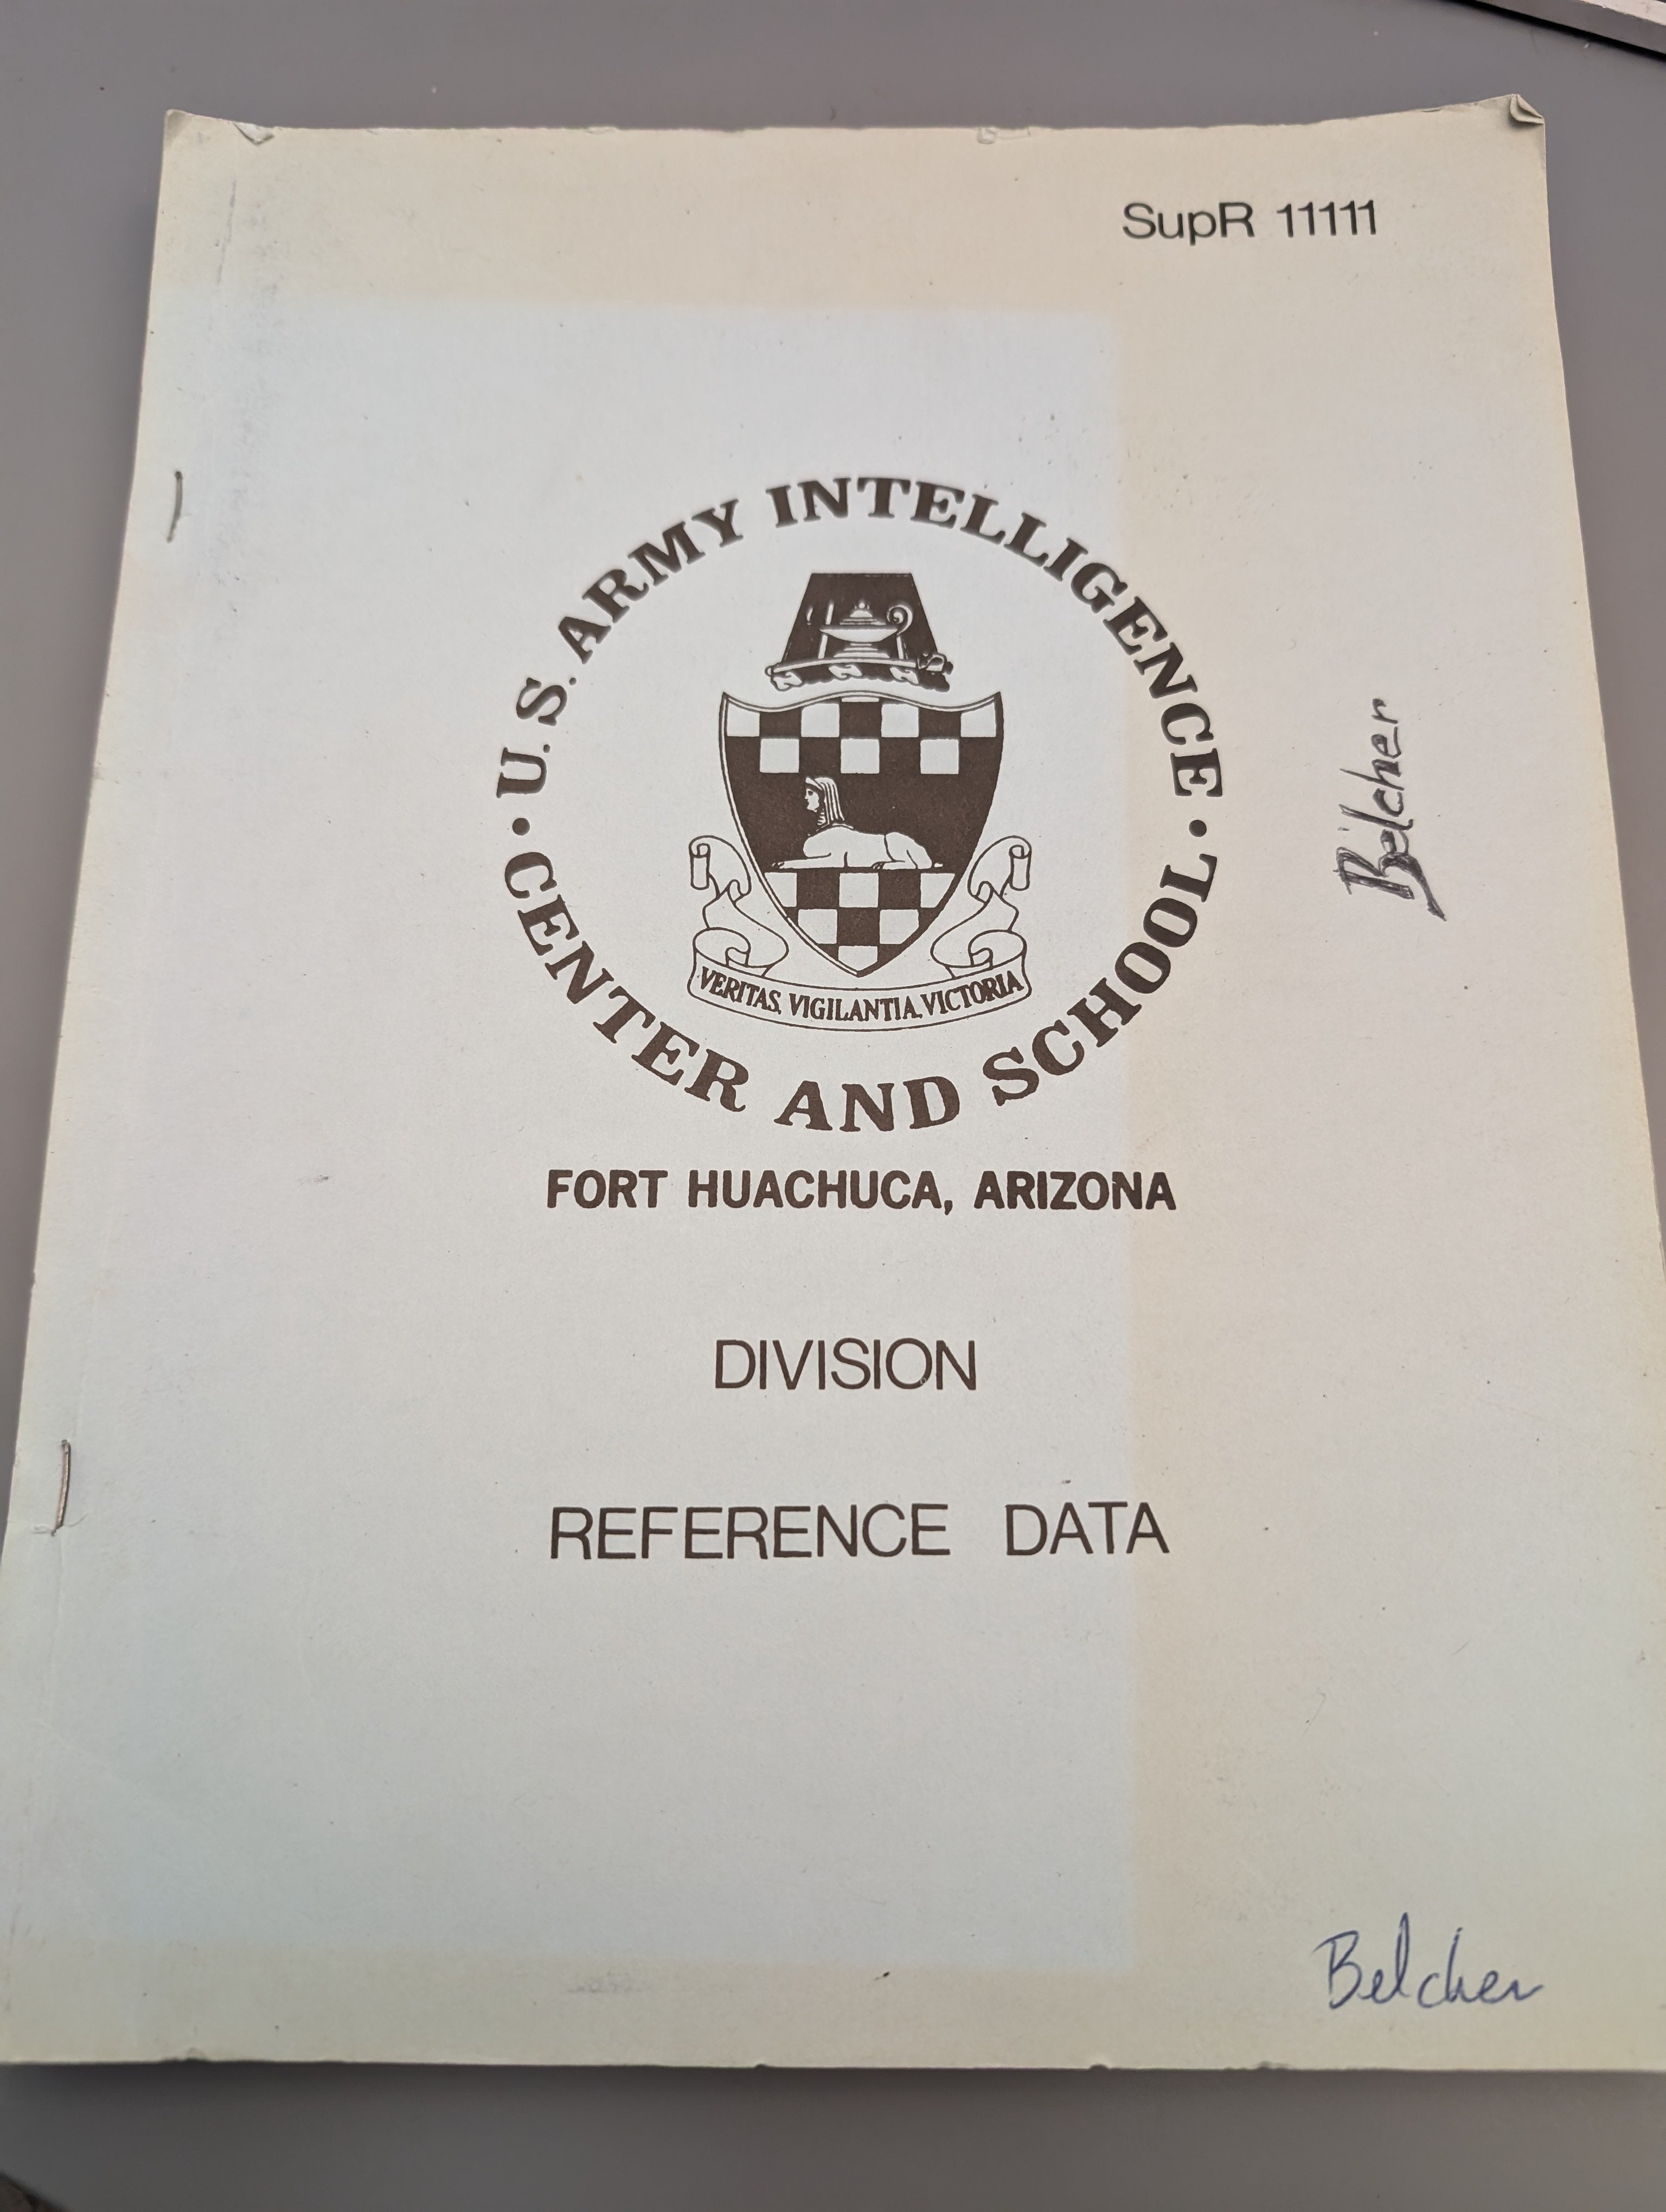 SupR 11111
· U.S. ARMY INTELLIGENCE ·
CENTER AND SCHOOL
VERITAS, VIGILANTIA, VICTORIA
Belcher
FORT HUACHUCA, ARIZONA
DIVISION
REFERENCE DATA
Belcher